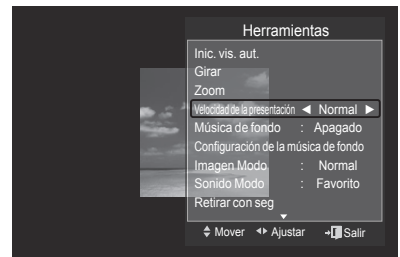 Herramientas
Inic. vis. aut.
Girar
Zoom
Velocidad de la presentación ◄ Normal ►
Música de fondo : Apagado
Configuración de la música de fondo
Imagen Modo : Normal
Sonido Modo : Favorito
Retirar con seg
Mover Ajustar Salir